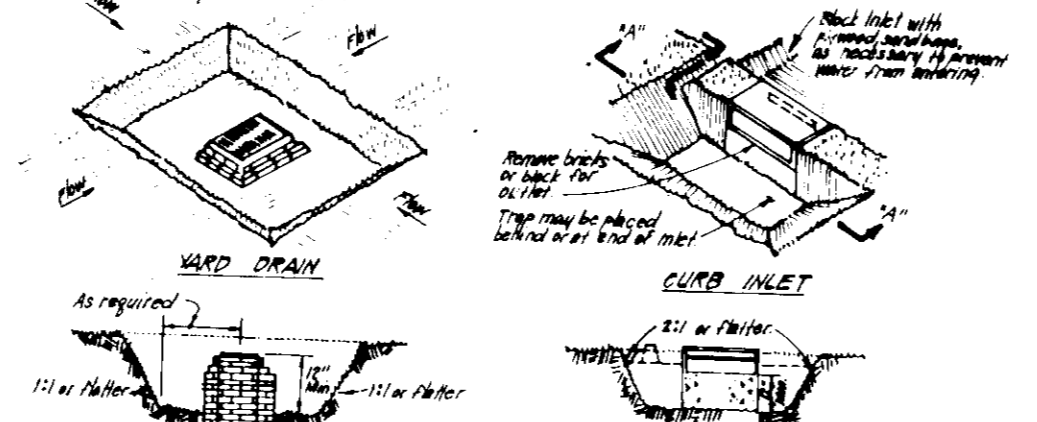 Flow
Flow
Flow
Flow
YARD DRAIN
As required
1:1 or flatter
12"
Min.
1:1 or flatter
"A"
Block Inlet with
plywood, sandbags,
as necessary to prevent
water from entering.
Remove bricks
or block for
outlet.
Trap may be placed
behind or at end of inlet.
"A"
CURB INLET
2:1 or flatter